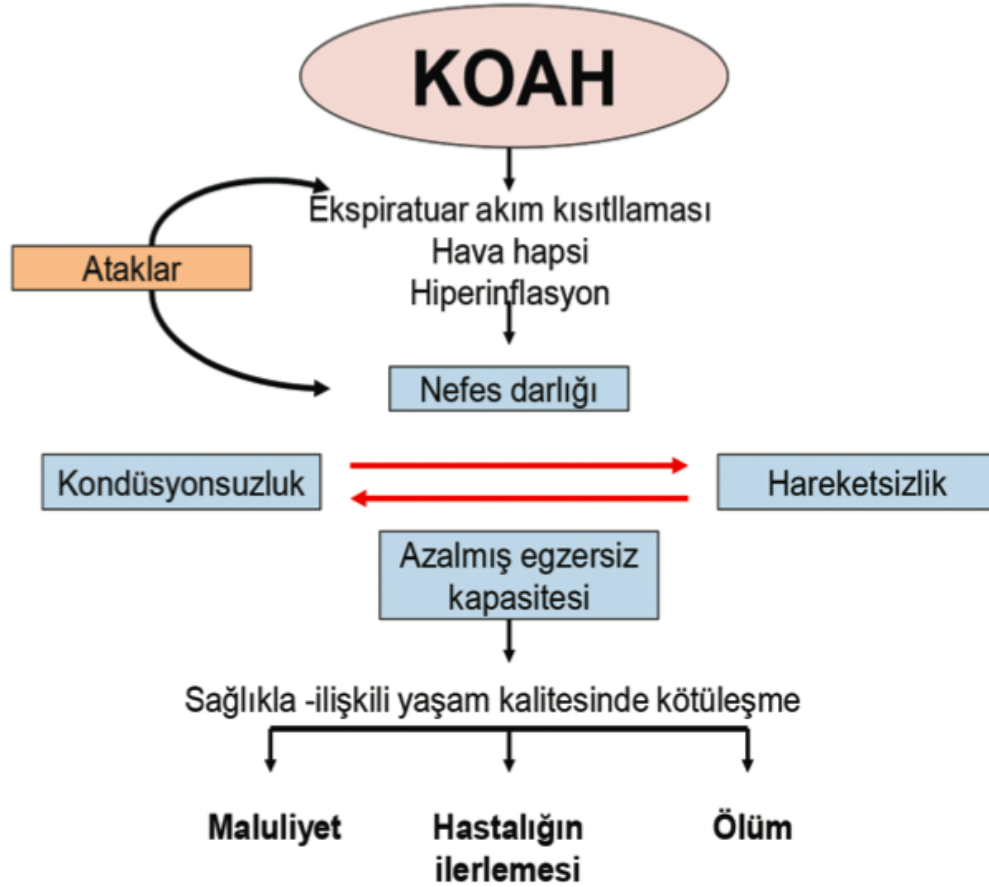 KOAH
Ekspiratuar akım kısıtllaması
Hava hapsi
Hiperinflasyon
Ataklar
Nefes darlığı
Kondüsyonsuzluk
Hareketsizlik
Azalmış egzersiz
kapasitesi
Sağlıkla -ilişkili yaşam kalitesinde kötüleşme
Maluliyet
Hastalığın
ilerlemesi
Ölüm